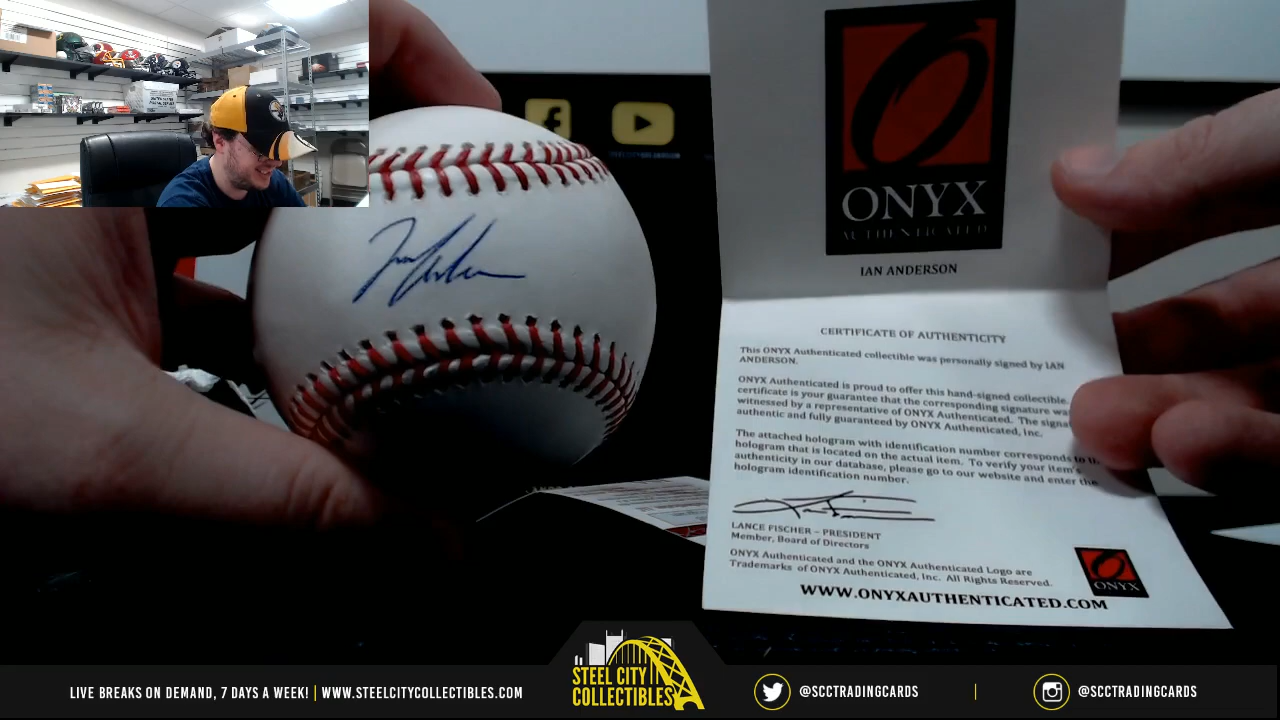 ONYX
AUTHENTICATED
IAN ANDERSON
CERTIFICATE OF AUTHENTICITY
This ONYX Authenticated collectible was personally signed by IAN
ANDERSON.
ONYX Authenticated is proud to offer this hand-signed collectible.
certificate is your guarantee that the corresponding signature was
witnessed by a representative of ONYX Authenticated. The signa
authentic and fully guaranteed by ONYX Authenticated, Inc.
The attached hologram with identification number corresponds to th
hologram that is located on the actual item. To verify your item's
authenticity in our database, please go to our website and enter the
hologram identification number.
LANCE FISCHER – PRESIDENT
Member, Board of Directors
ONYX Authenticated and the ONYX Authenticated Logo are
Trademarks of ONYX Authenticated, Inc. All Rights Reserved.
ONYX
WWW.ONYXAUTHENTICATED.COM
LIVE BREAKS ON DEMAND, 7 DAYS A WEEK! | WWW.STEELCITYCOLLECTIBLES.COM
STEEL CITY
COLLECTIBLES
@SCCTRADINGCARDS
@SCCTRADINGCARDS